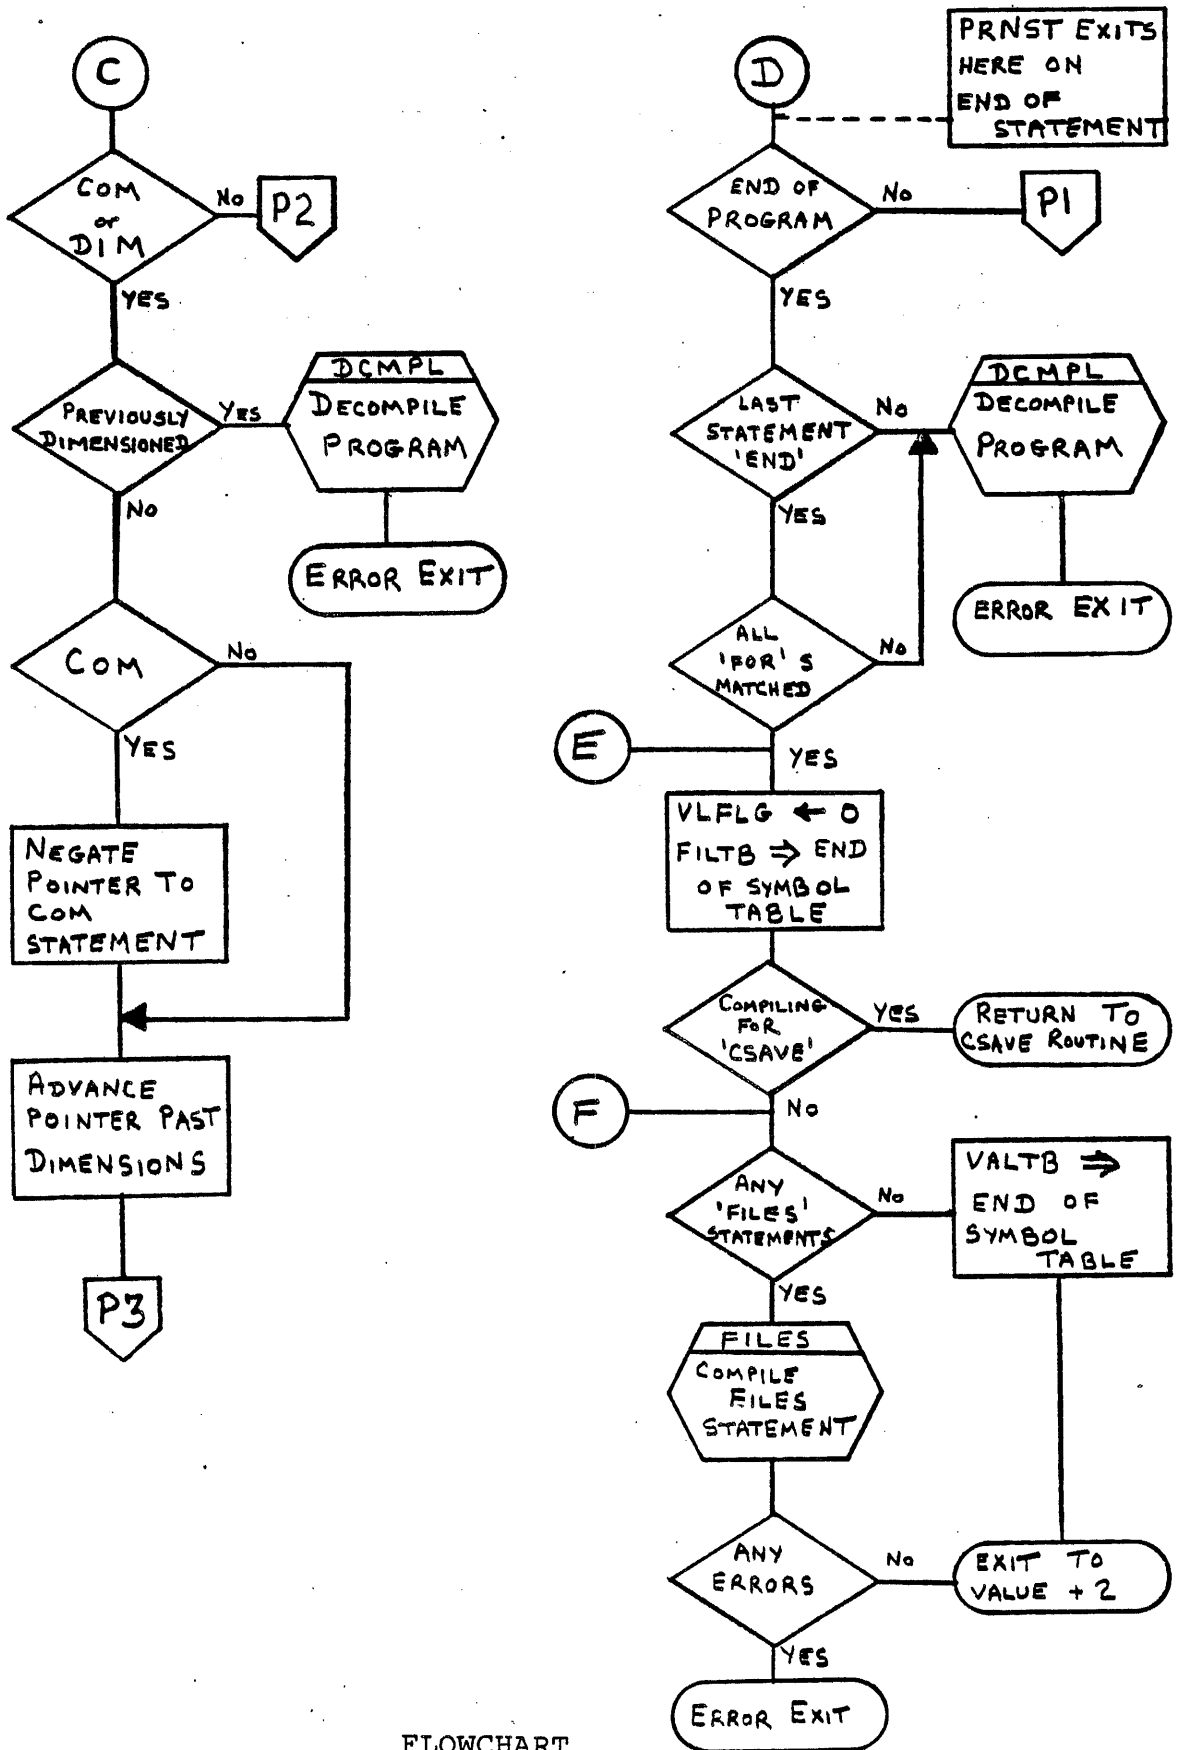 C
COM
or
DIM
No
P2
YES
PREVIOUSLY
DIMENSIONED
YES
DCMPL
DECOMPILE
PROGRAM
ERROR EXIT
No
COM
No
YES
NEGATE
POINTER TO
COM
STATEMENT
ADVANCE
POINTER PAST
DIMENSIONS
P3
D
PRNST EXITS
HERE ON
END OF
STATEMENT
END OF
PROGRAM
No
P1
YES
LAST
STATEMENT
'END'
No
DCMPL
DECOMPILE
PROGRAM
ERROR EXIT
YES
ALL
'FOR' S
MATCHED
No
E
YES
VLFLG ← 0
FILTB ⇒ END
OF SYMBOL
TABLE
COMPILING
FOR
'CSAVE'
YES
RETURN TO
CSAVE ROUTINE
F
No
ANY
'FILES'
STATEMENTS
No
VALTB ⇒
END OF
SYMBOL
TABLE
YES
FILES
COMPILE
FILES
STATEMENT
ANY
ERRORS
No
EXIT TO
VALUE + 2
YES
ERROR EXIT
FLOWCHART